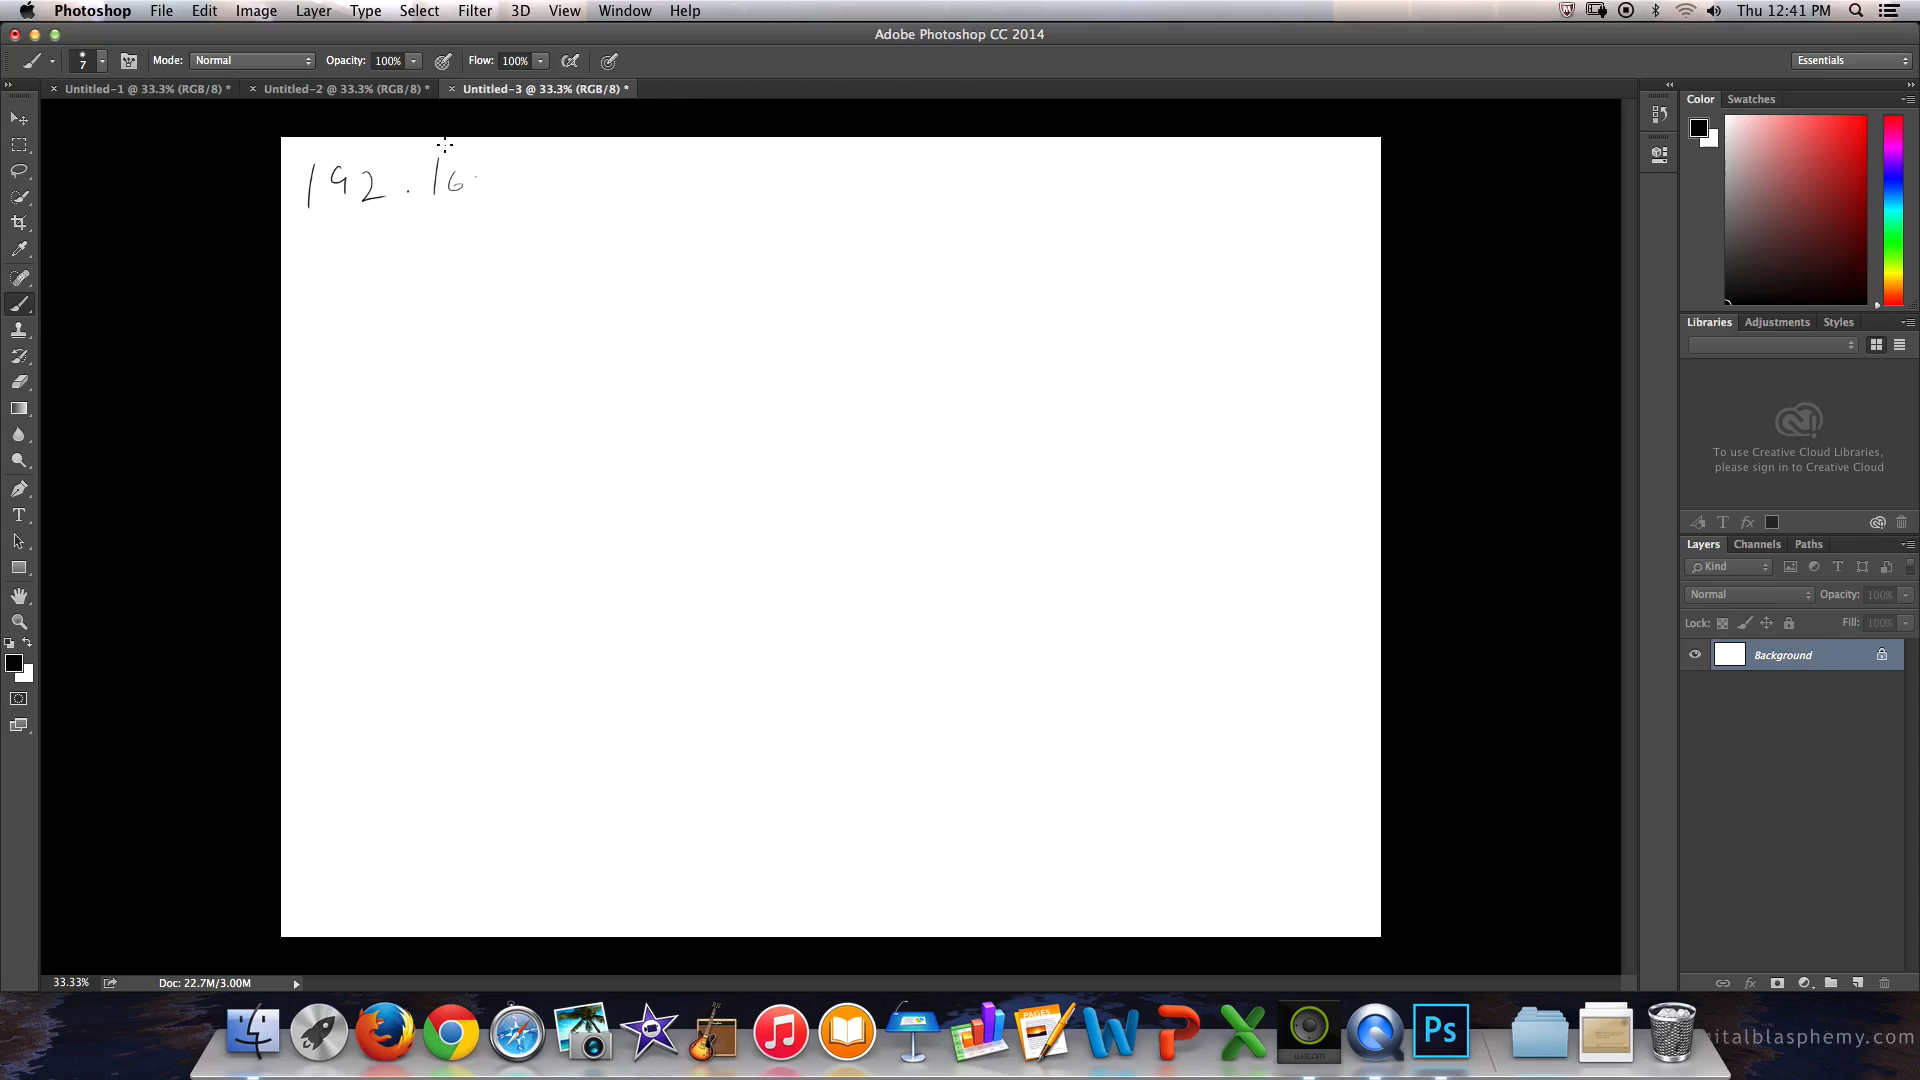 Photoshop File Edit Image Layer Type Select Filter 3D View Window Help Thu 12:41 PM
Adobe Photoshop CC 2014
7 Mode: Normal Opacity: 100% Flow: 100% Essentials
Untitled-1 @ 33.3% (RGB/8) * Untitled-2 @ 33.3% (RGB/8) * Untitled-3 @ 33.3% (RGB/8) *
Color Swatches
192.16
Libraries Adjustments Styles
To use Creative Cloud Libraries,
please sign in to Creative Cloud
Layers Channels Paths
Kind
Normal Opacity: 100%
Lock: Fill: 100%
Background
33.33% Doc: 22.7M/3.00M
PAGES
wacom
Ps
italblasphemy.com